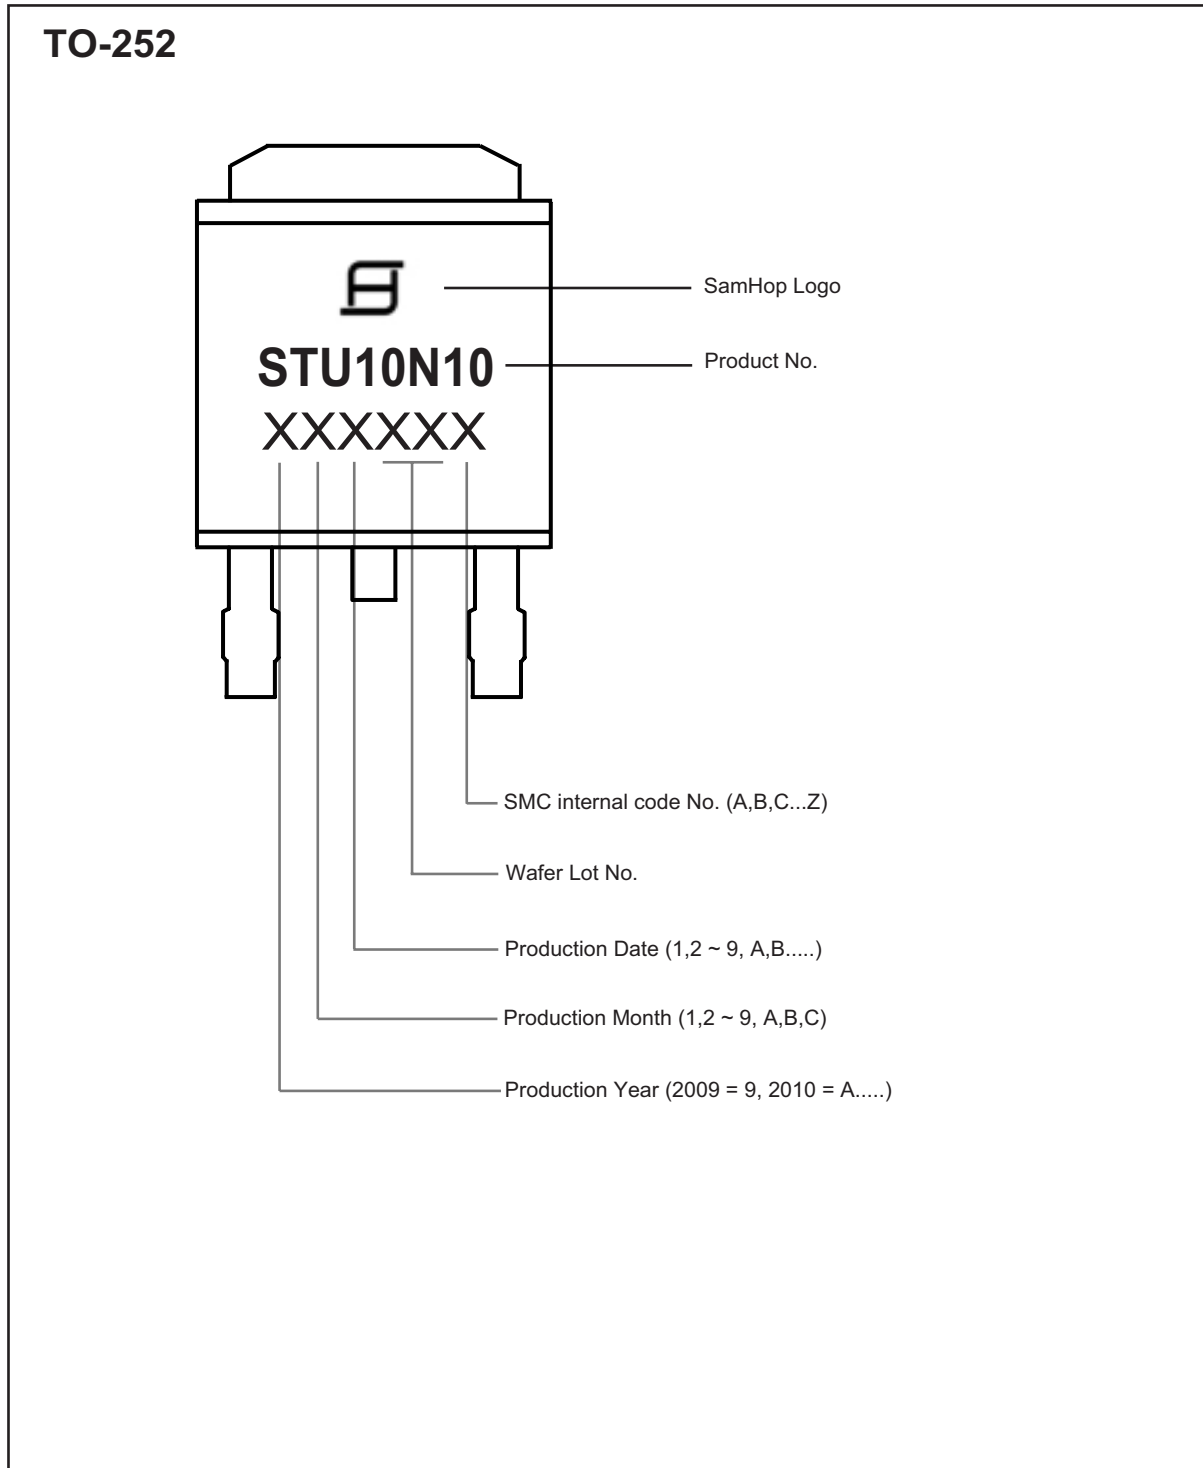 TO-252
SamHop Logo
STU10N10
Product No.
XXXXXX
SMC internal code No. (A,B,C...Z)
Wafer Lot No.
Production Date (1,2 ~ 9, A,B.....)
Production Month (1,2 ~ 9, A,B,C)
Production Year (2009 = 9, 2010 = A.....)